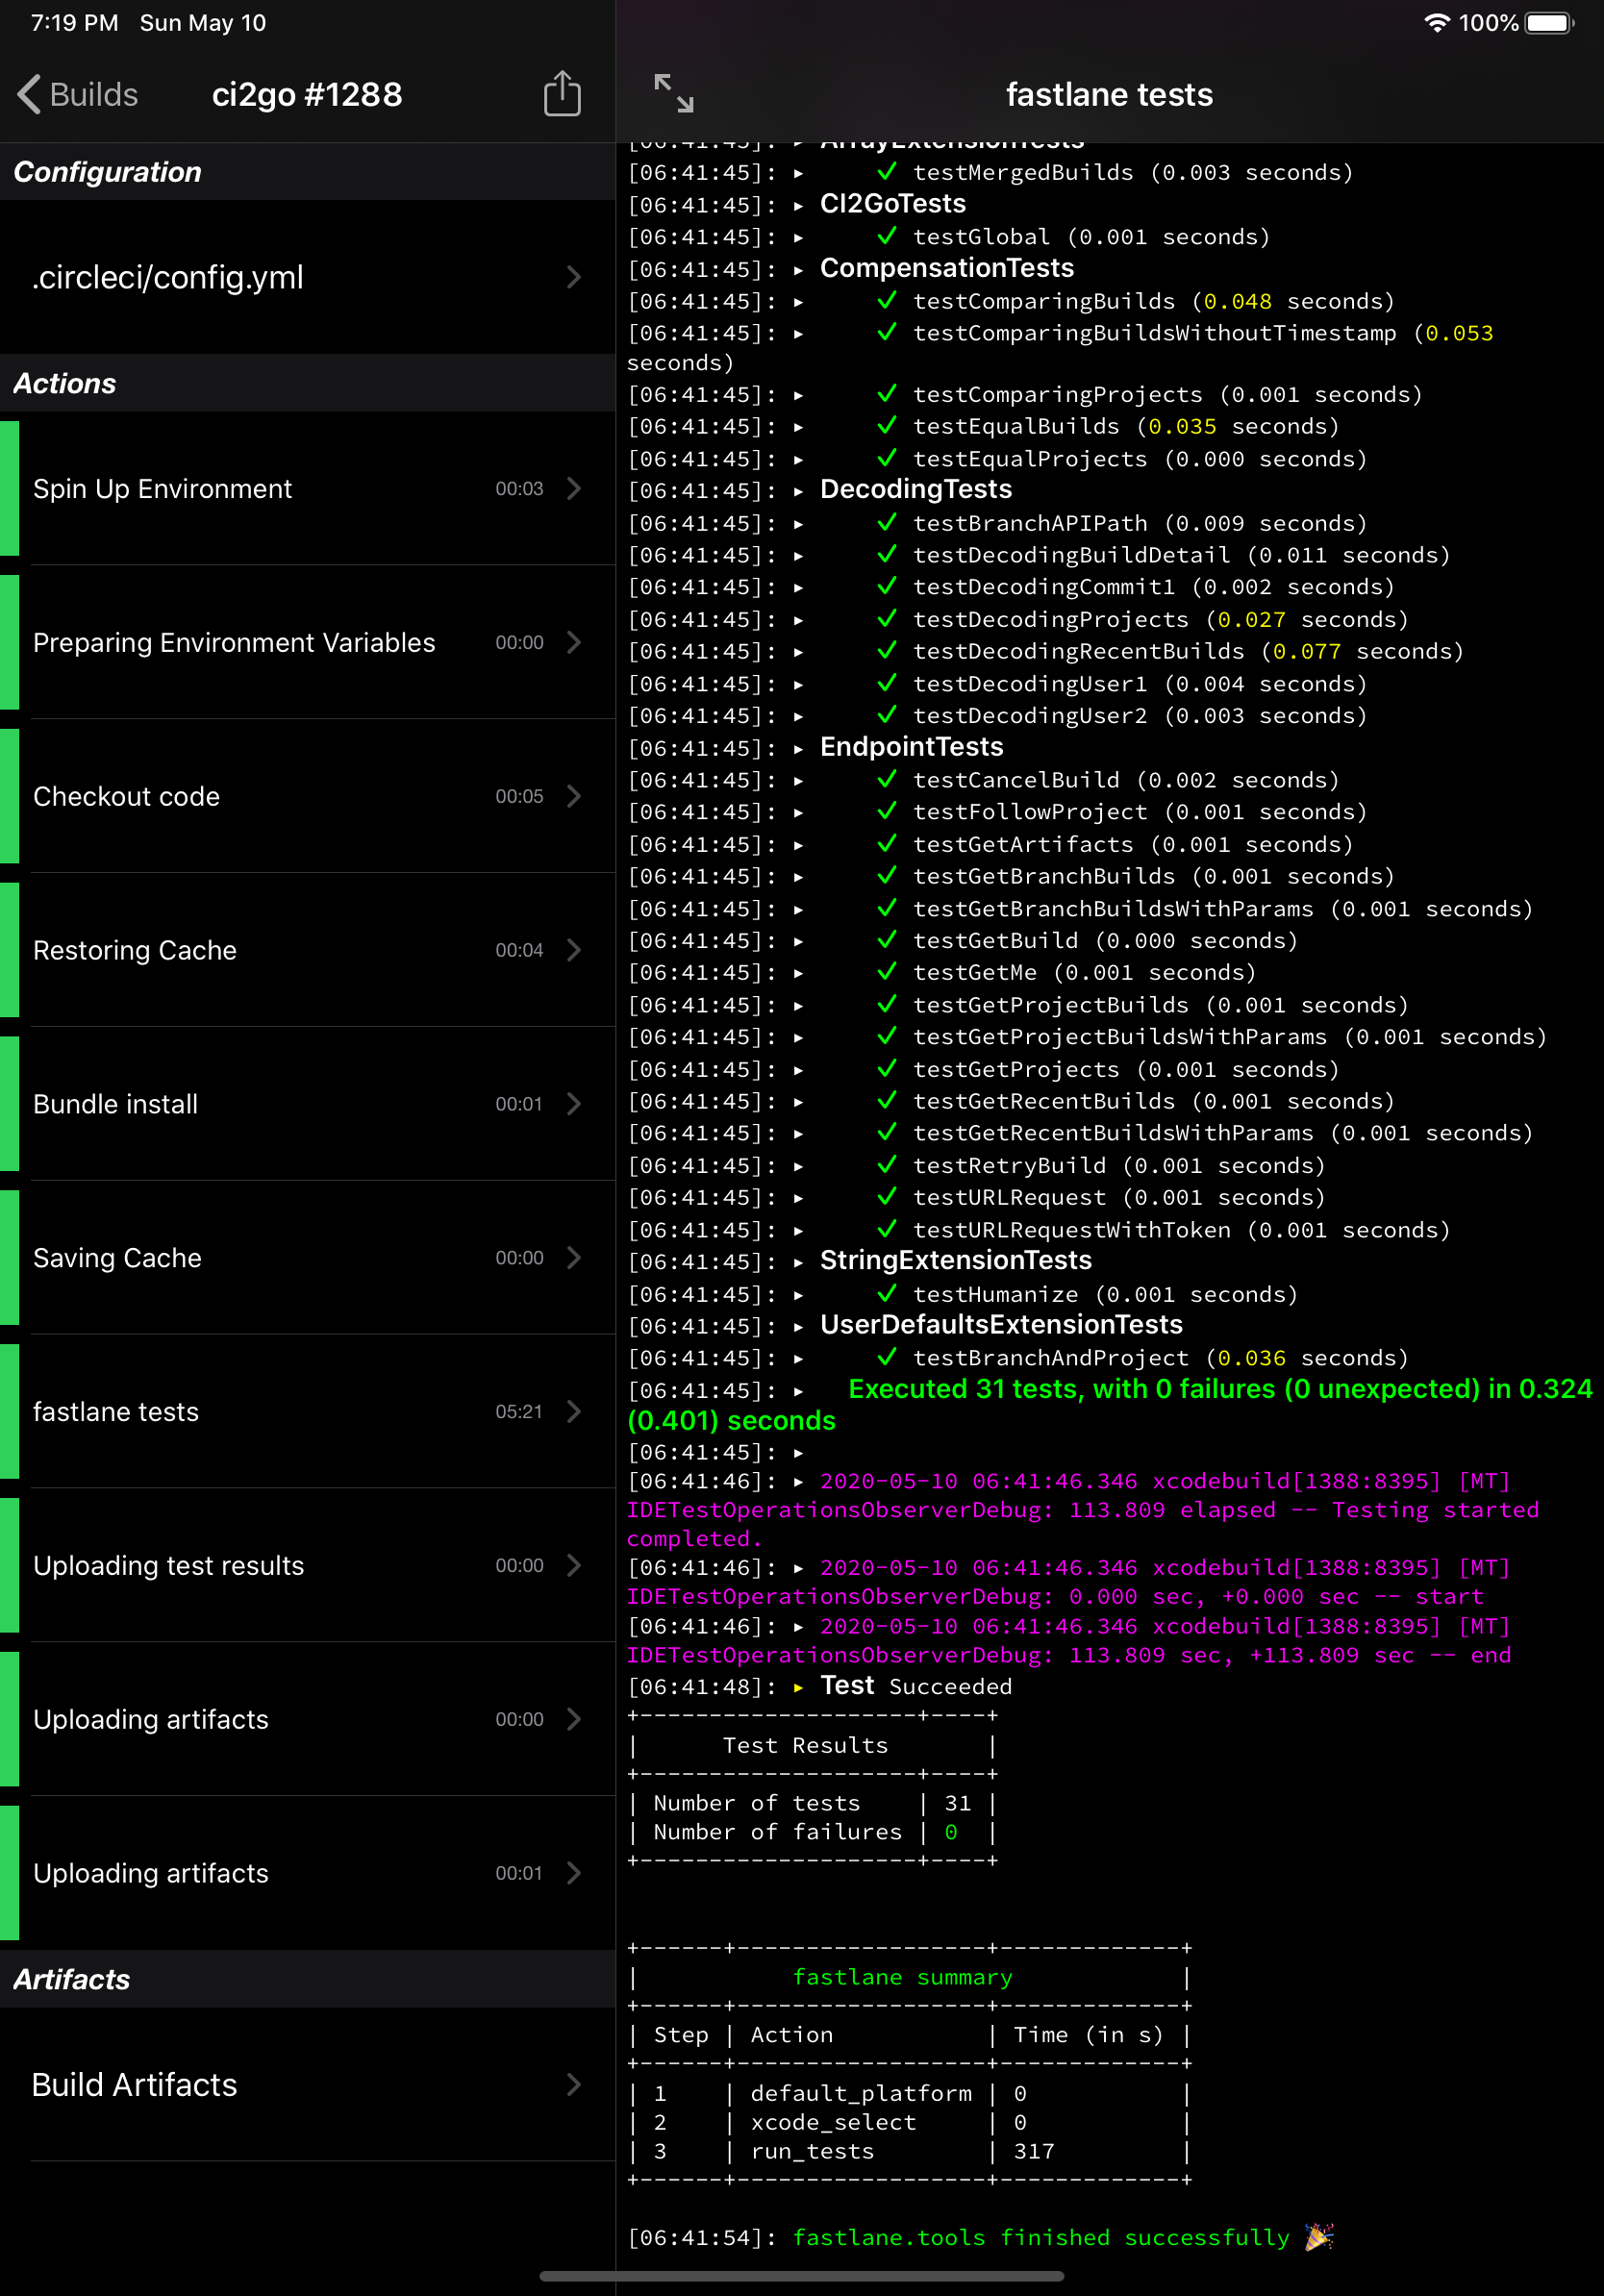 7:19 PM Sun May 10
100%
Builds
ci2go #1288
Configuration
.circleci/config.yml
Actions
Spin Up Environment 00:03
Preparing Environment Variables 00:00
Checkout code 00:05
Restoring Cache 00:04
Bundle install 00:01
Saving Cache 00:00
fastlane tests 05:21
Uploading test results 00:00
Uploading artifacts 00:00
Uploading artifacts 00:01
Artifacts
Build Artifacts
fastlane tests
[06:41:45]: ▸ ArrayExtensionTests
[06:41:45]: ▸ ✓ testMergedBuilds (0.003 seconds)
[06:41:45]: ▸ CI2GoTests
[06:41:45]: ▸ ✓ testGlobal (0.001 seconds)
[06:41:45]: ▸ CompensationTests
[06:41:45]: ▸ ✓ testComparingBuilds (0.048 seconds)
[06:41:45]: ▸ ✓ testComparingBuildsWithoutTimestamp (0.053
seconds)
[06:41:45]: ▸ ✓ testComparingProjects (0.001 seconds)
[06:41:45]: ▸ ✓ testEqualBuilds (0.035 seconds)
[06:41:45]: ▸ ✓ testEqualProjects (0.000 seconds)
[06:41:45]: ▸ DecodingTests
[06:41:45]: ▸ ✓ testBranchAPIPath (0.009 seconds)
[06:41:45]: ▸ ✓ testDecodingBuildDetail (0.011 seconds)
[06:41:45]: ▸ ✓ testDecodingCommit1 (0.002 seconds)
[06:41:45]: ▸ ✓ testDecodingProjects (0.027 seconds)
[06:41:45]: ▸ ✓ testDecodingRecentBuilds (0.077 seconds)
[06:41:45]: ▸ ✓ testDecodingUser1 (0.004 seconds)
[06:41:45]: ▸ ✓ testDecodingUser2 (0.003 seconds)
[06:41:45]: ▸ EndpointTests
[06:41:45]: ▸ ✓ testCancelBuild (0.002 seconds)
[06:41:45]: ▸ ✓ testFollowProject (0.001 seconds)
[06:41:45]: ▸ ✓ testGetArtifacts (0.001 seconds)
[06:41:45]: ▸ ✓ testGetBranchBuilds (0.001 seconds)
[06:41:45]: ▸ ✓ testGetBranchBuildsWithParams (0.001 seconds)
[06:41:45]: ▸ ✓ testGetBuild (0.000 seconds)
[06:41:45]: ▸ ✓ testGetMe (0.001 seconds)
[06:41:45]: ▸ ✓ testGetProjectBuilds (0.001 seconds)
[06:41:45]: ▸ ✓ testGetProjectBuildsWithParams (0.001 seconds)
[06:41:45]: ▸ ✓ testGetProjects (0.001 seconds)
[06:41:45]: ▸ ✓ testGetRecentBuilds (0.001 seconds)
[06:41:45]: ▸ ✓ testGetRecentBuildsWithParams (0.001 seconds)
[06:41:45]: ▸ ✓ testRetryBuild (0.001 seconds)
[06:41:45]: ▸ ✓ testURLRequest (0.001 seconds)
[06:41:45]: ▸ ✓ testURLRequestWithToken (0.001 seconds)
[06:41:45]: ▸ StringExtensionTests
[06:41:45]: ▸ ✓ testHumanize (0.001 seconds)
[06:41:45]: ▸ UserDefaultsExtensionTests
[06:41:45]: ▸ ✓ testBranchAndProject (0.036 seconds)
[06:41:45]: ▸ Executed 31 tests, with 0 failures (0 unexpected) in 0.324
(0.401) seconds
[06:41:45]: ▸
[06:41:46]: ▸ 2020-05-10 06:41:46.346 xcodebuild[1388:8395] [MT]
IDETestOperationsObserverDebug: 113.809 elapsed -- Testing started
completed.
[06:41:46]: ▸ 2020-05-10 06:41:46.346 xcodebuild[1388:8395] [MT]
IDETestOperationsObserverDebug: 0.000 sec, +0.000 sec -- start
[06:41:46]: ▸ 2020-05-10 06:41:46.346 xcodebuild[1388:8395] [MT]
IDETestOperationsObserverDebug: 113.809 sec, +113.809 sec -- end
[06:41:48]: ▸ Test Succeeded
+--------------------+----+
| Test Results |
+--------------------+----+
| Number of tests | 31 |
| Number of failures | 0 |
+--------------------+----+
+------+------------------+-------------+
| fastlane summary |
+------+------------------+-------------+
| Step | Action | Time (in s) |
+------+------------------+-------------+
| 1 | default_platform | 0 |
| 2 | xcode_select | 0 |
| 3 | run_tests | 317 |
+------+------------------+-------------+
[06:41:54]: fastlane.tools finished successfully 🎉